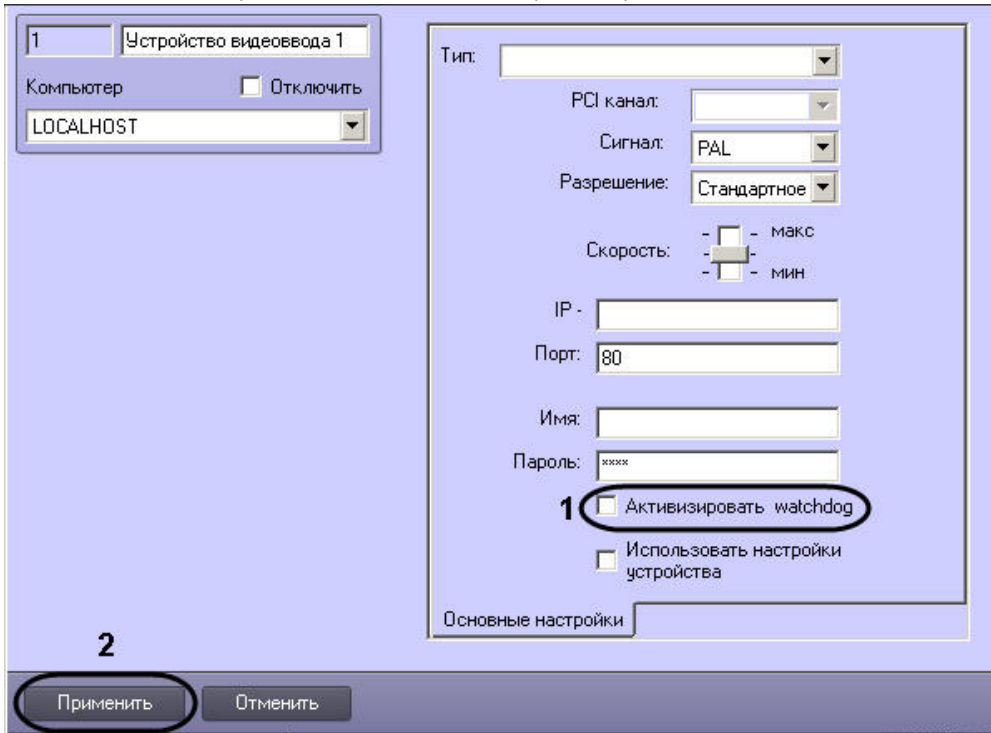 1 Устройство видеоввода 1
Компьютер Отключить
LOCALHOST
Тип:
PCI канал:
Сигнал: PAL
Разрешение: Стандартное
Скорость: макс
мин
IP -
Порт: 80
Имя:
Пароль: ****
1 Активизировать watchdog
Использовать настройки
устройства
Основные настройки
2
Применить Отменить